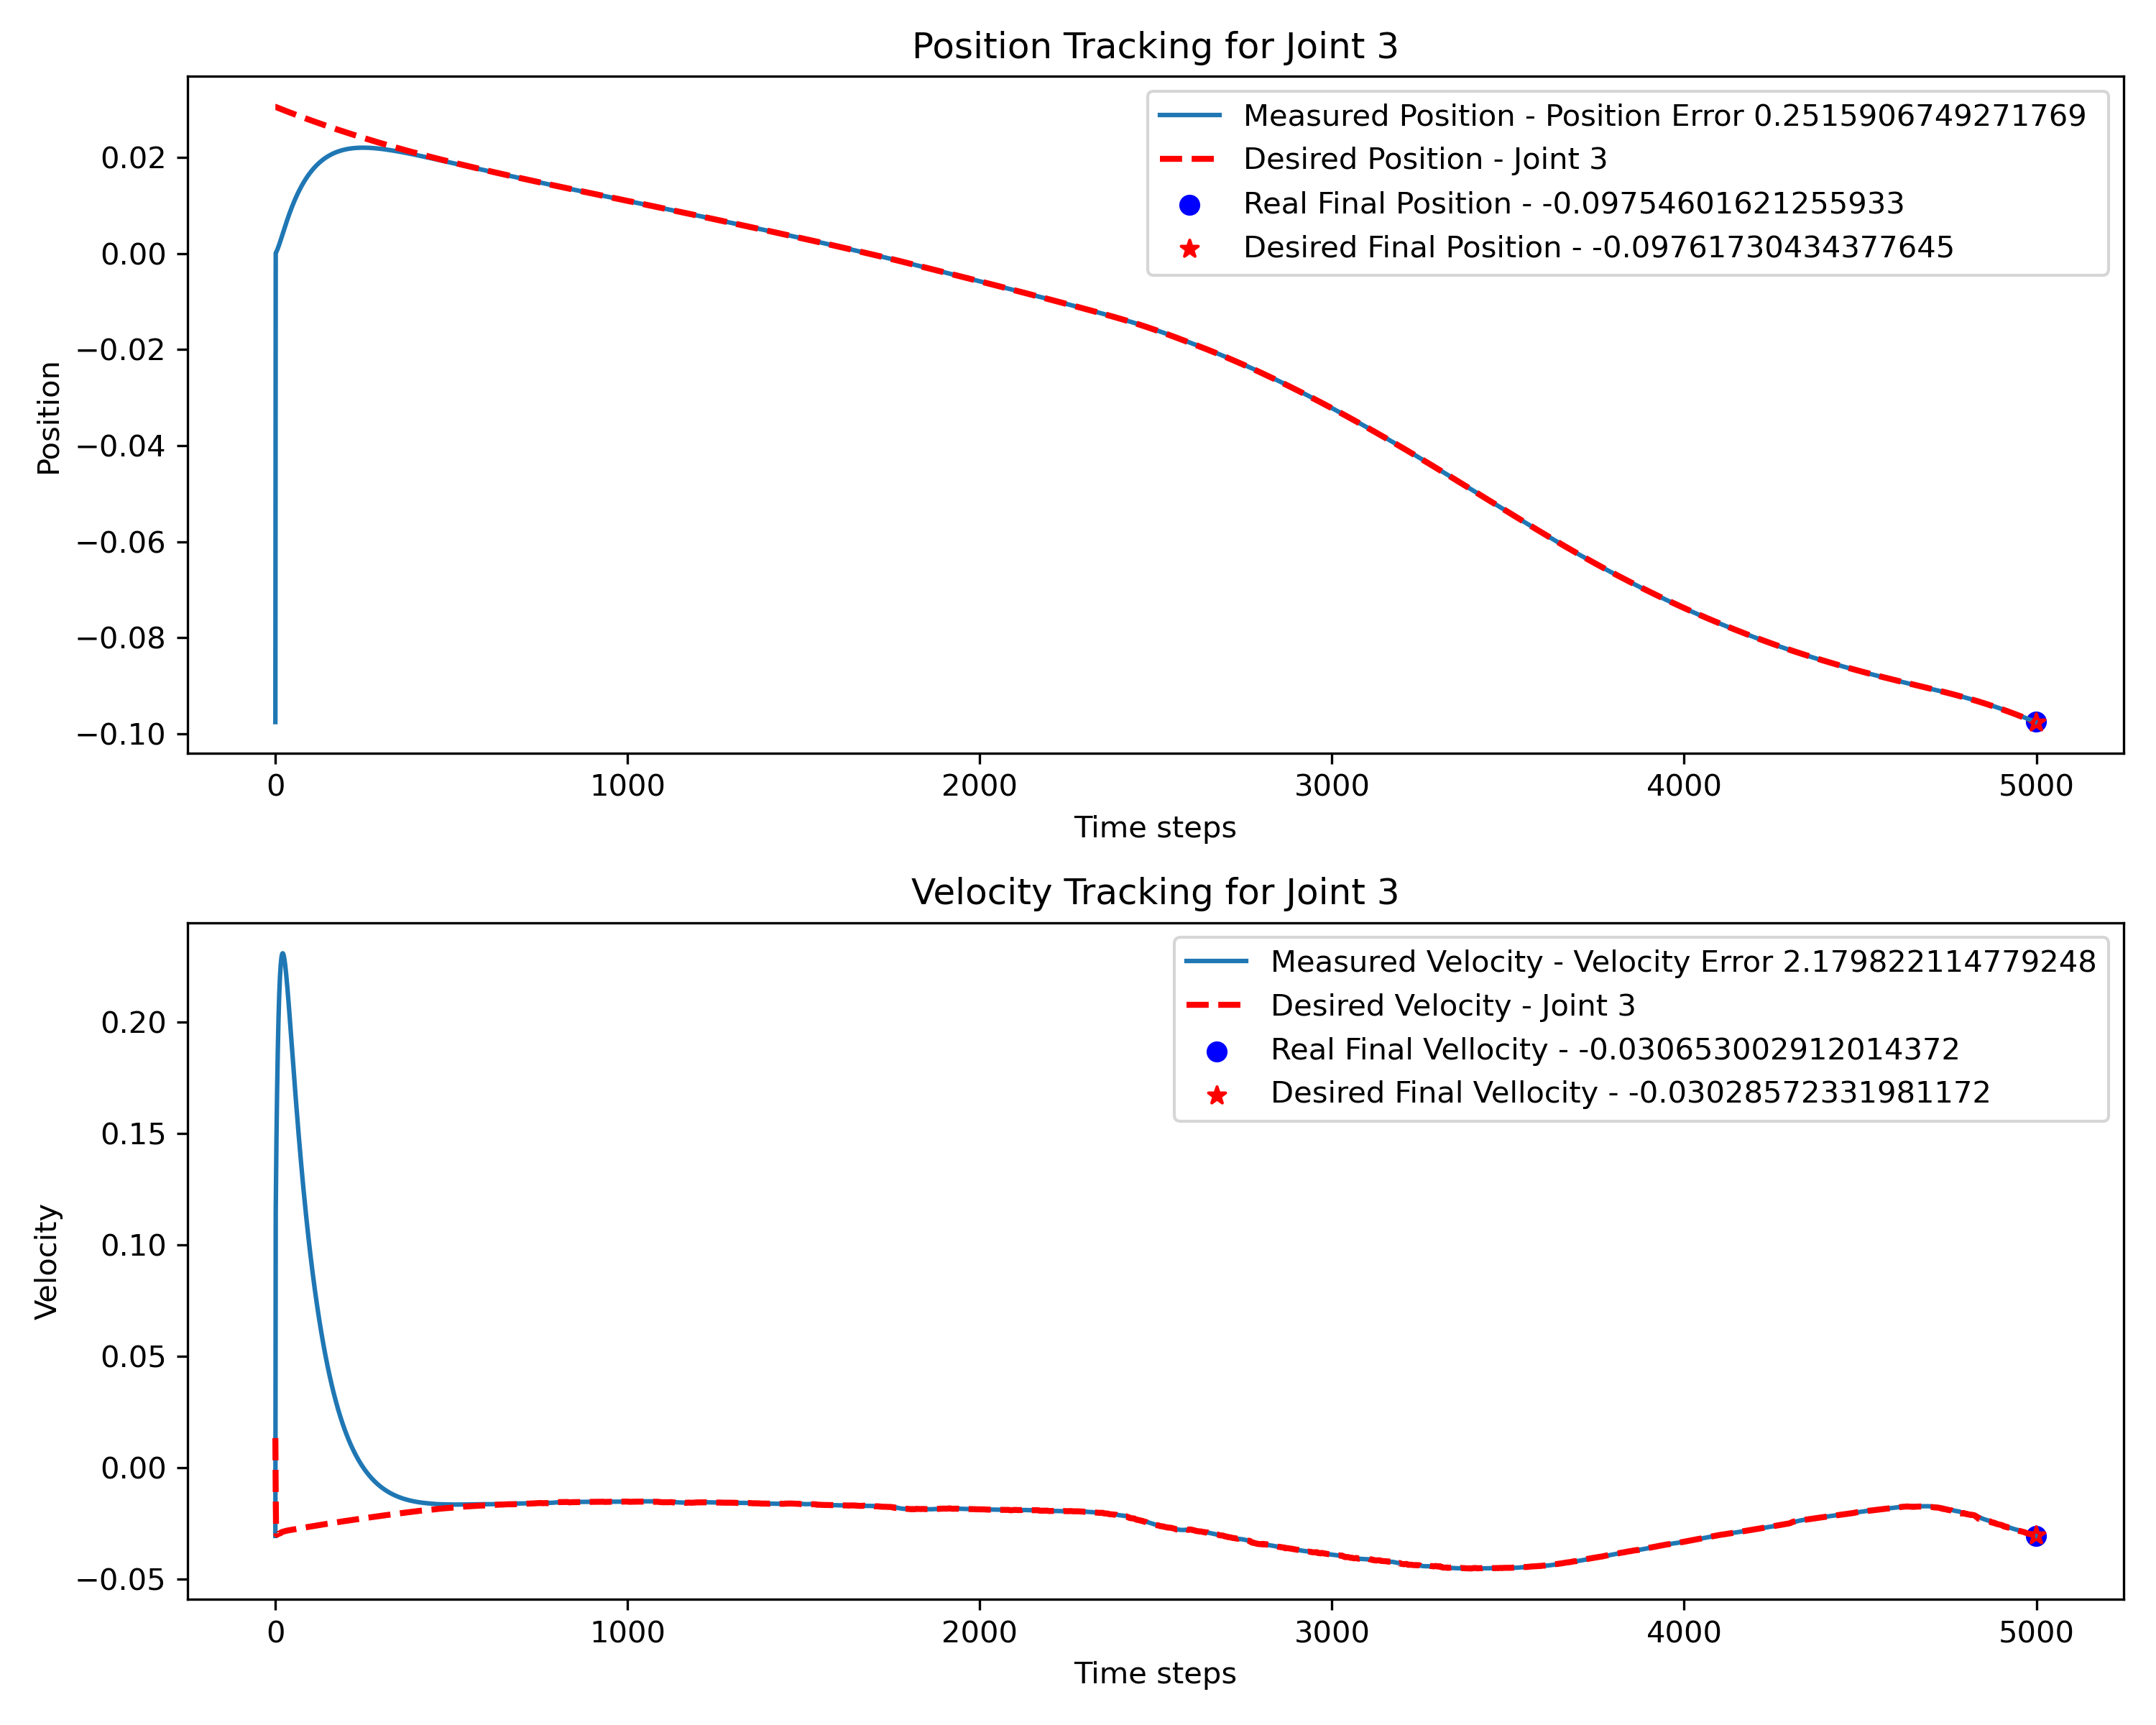 Position Tracking for Joint 3
Measured Position - Position Error 0.2515906749271769
Desired Position - Joint 3
Real Final Position - -0.09754601621255933
Desired Final Position - -0.09761730434377645
0.02
0.00
−0.02
−0.04
−0.06
−0.08
−0.10
Position
0 1000 2000 3000 4000 5000
Time steps
Velocity Tracking for Joint 3
Measured Velocity - Velocity Error 2.179822114779248
Desired Velocity - Joint 3
Real Final Vellocity - -0.030653002912014372
Desired Final Vellocity - -0.03028572331981172
0.20
0.15
0.10
0.05
0.00
−0.05
Velocity
0 1000 2000 3000 4000 5000
Time steps